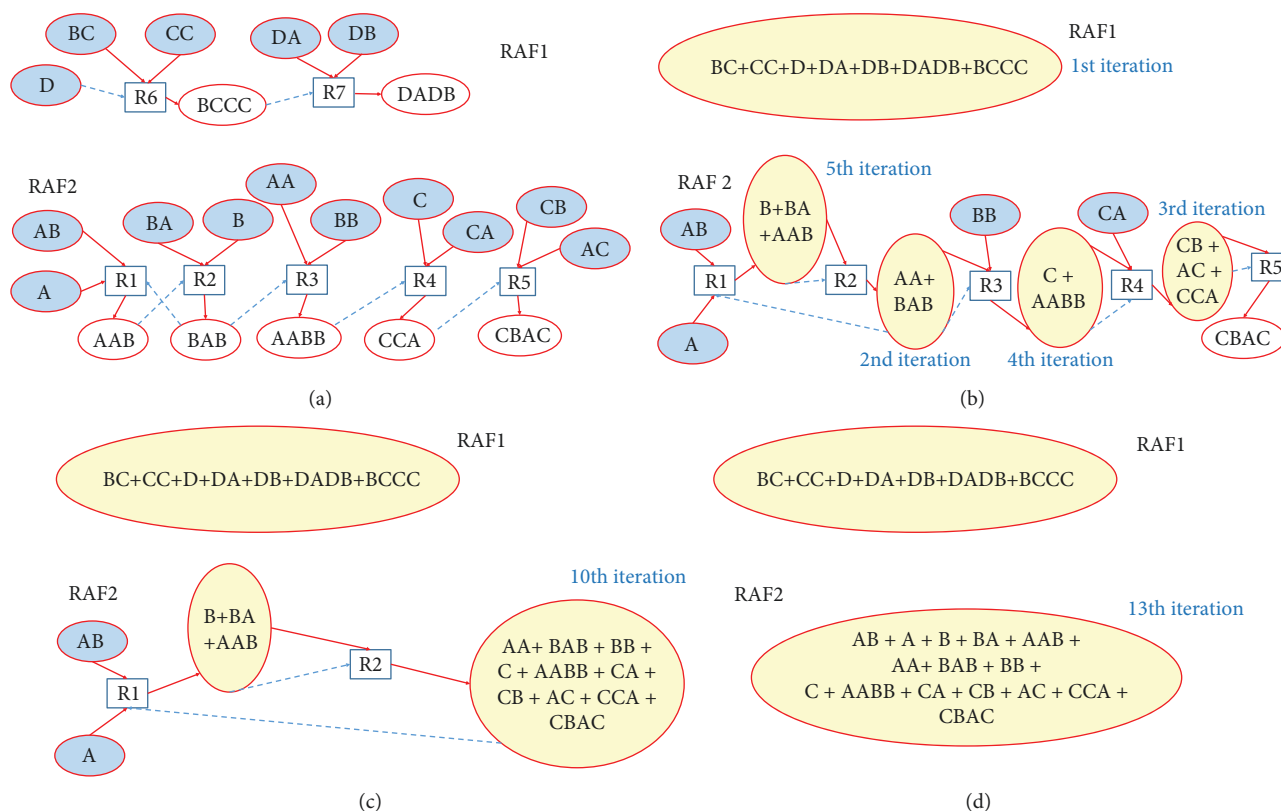 BC
CC
DA
DB
RAF1
D
R6
BCCC
R7
DADB
RAF2
AA
AB
BA
B
BB
C
CA
CB
AC
A
R1
R2
R3
R4
R5
AAB
BAB
AABB
CCA
CBAC
(a)
RAF1
BC+CC+D+DA+DB+DADB+BCCC
1st iteration
RAF 2
5th iteration
AB
B+BA
+AAB
BB
CA
3rd iteration
R1
R2
AA+
BAB
R3
C +
AABB
R4
CB +
AC +
CCA
R5
A
2nd iteration
4th iteration
CBAC
(b)
RAF1
BC+CC+D+DA+DB+DADB+BCCC
RAF2
10th iteration
AB
B+BA
+AAB
R1
R2
AA+ BAB + BB +
C + AABB + CA +
CB + AC + CCA +
CBAC
A
(c)
RAF1
BC+CC+D+DA+DB+DADB+BCCC
RAF2
13th iteration
AB + A + B + BA + AAB +
AA+ BAB + BB +
C + AABB + CA + CB + AC + CCA +
CBAC
(d)